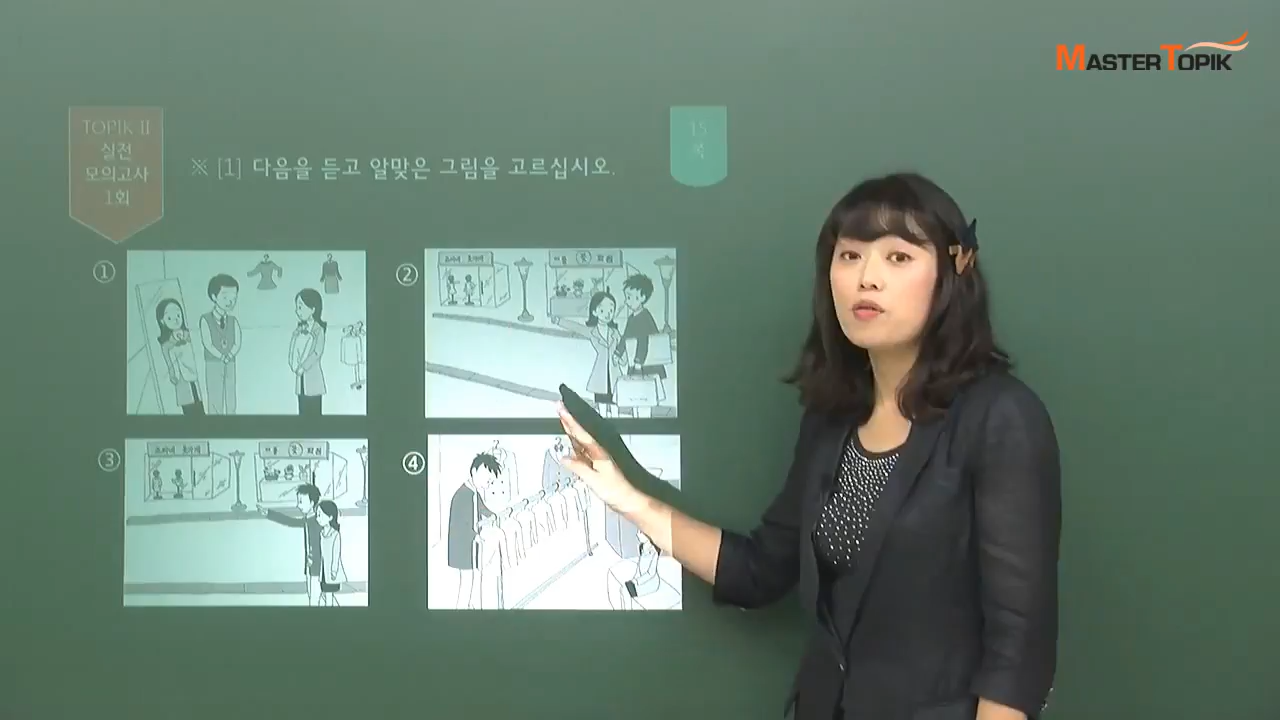 MASTER TOPIK
TOPIK II
실전
모의고사
1회
※ [1] 다음을 듣고 알맞은 그림을 고르십시오.
15
쪽
①
②
③
④